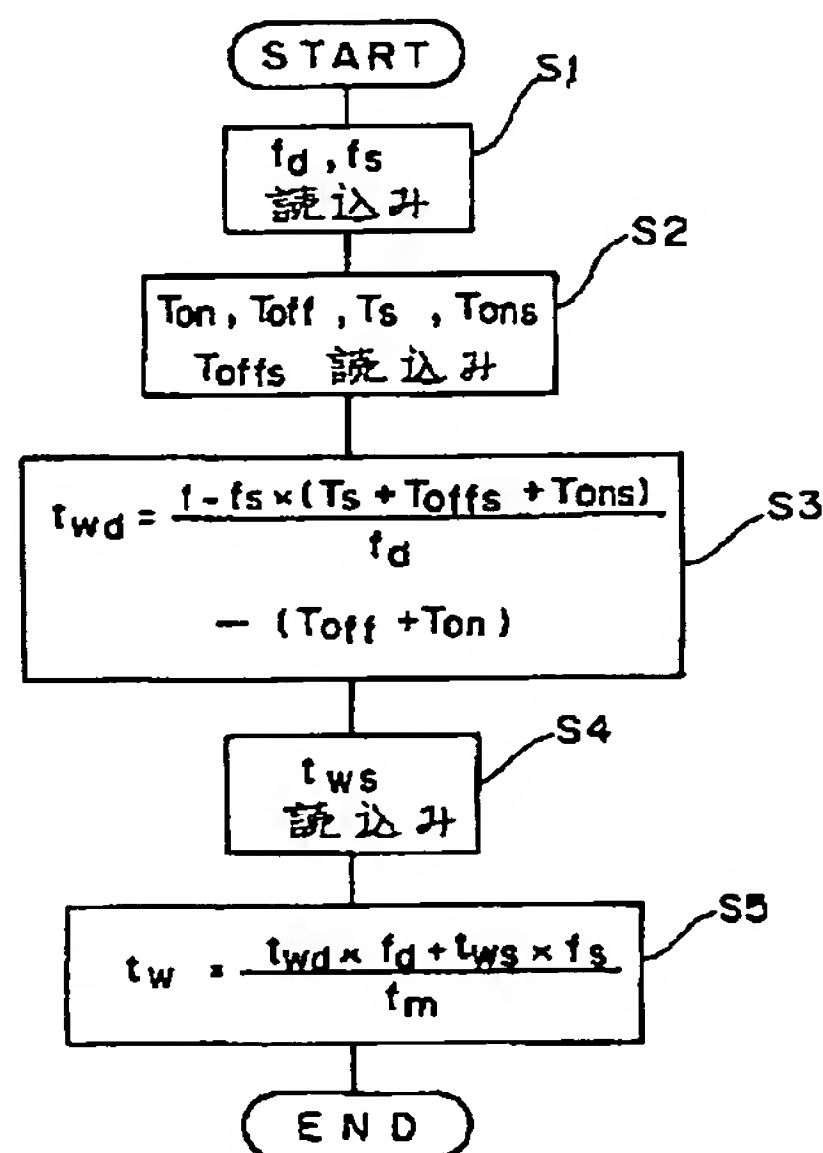 START
S1
fd , fs
読込み
S2
Ton , Toff , Ts , Tons
Toffs 読込み
S3
twd = f - fs × (Ts + Toffs + Tons) / fd
- (Toff + Ton)
S4
tws
読込み
S5
tw = twd × fd + tws × fs / fm
END